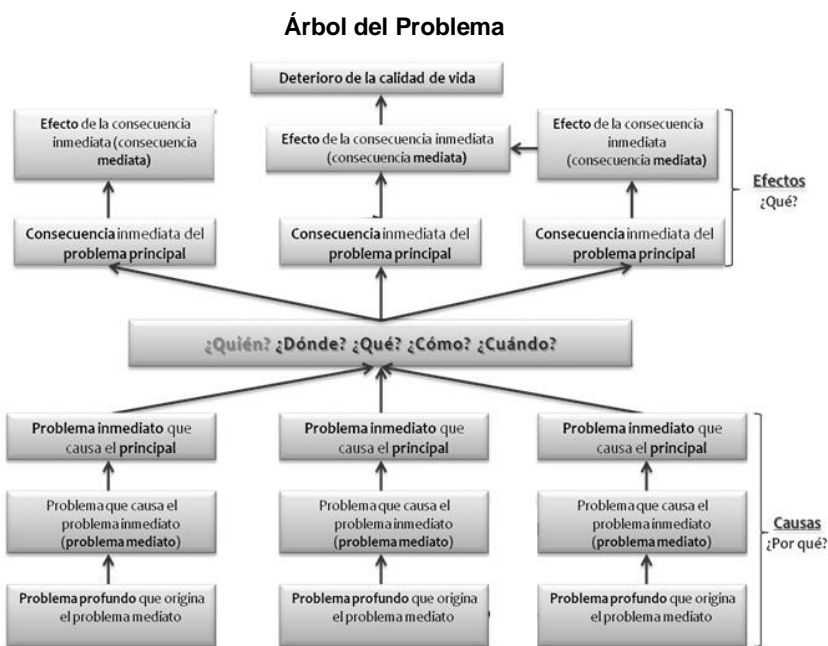 Árbol del Problema
Deterioro de la calidad de vida
Efecto de la consecuencia
inmediata (consecuencia
mediata)
Efecto de la consecuencia inmediata
(consecuencia mediata)
Efecto de la consecuencia
inmediata
(consecuencia mediata)
Efectos
¿Qué?
Consecuencia inmediata del
problema principal
Consecuencia inmediata del
problema principal
Consecuencia inmediata del
problema principal
¿Quién? ¿Dónde? ¿Qué? ¿Cómo? ¿Cuándo?
Problema inmediato que
causa el principal
Problema inmediato que
causa el principal
Problema inmediato que
causa el principal
Problema que causa el
problema inmediato
(problema mediato)
Problema que causa el
problema inmediato
(problema mediato)
Problema que causa el
problema inmediato
(problema mediato)
Causas
¿Por qué?
Problema profundo que origina
el problema mediato
Problema profundo que origina
el problema mediato
Problema profundo que origina
el problema mediato